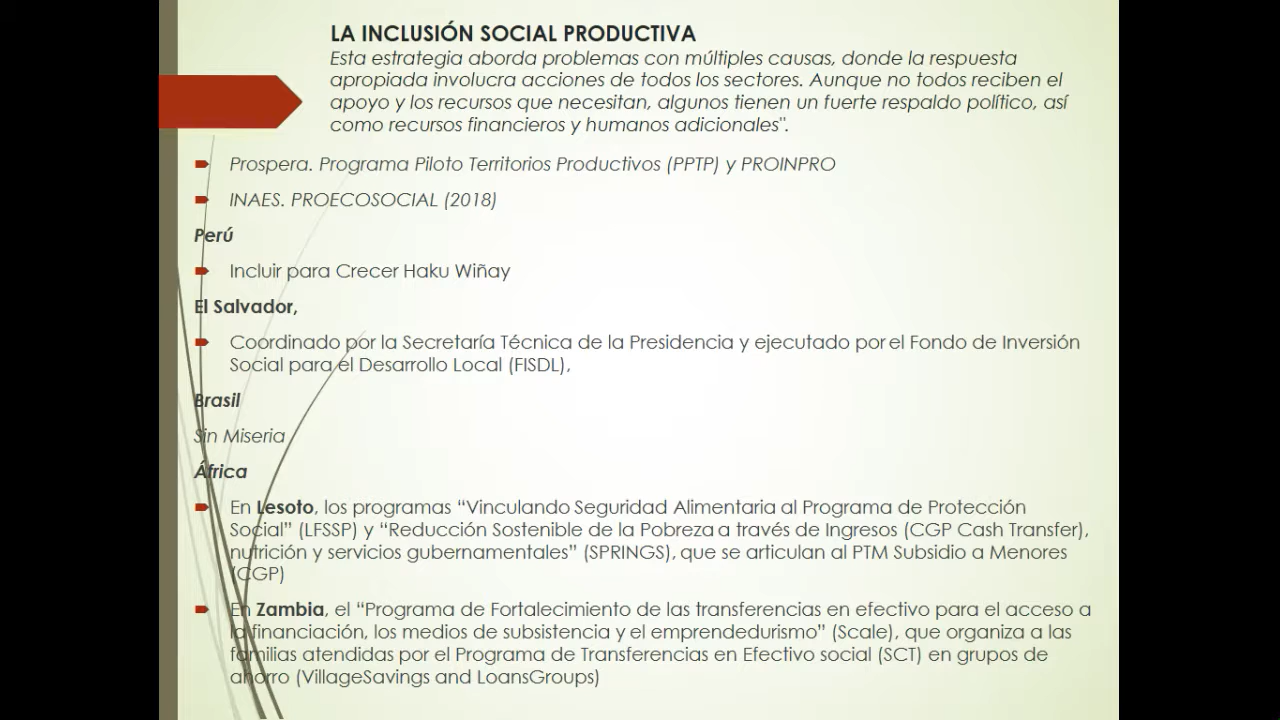 LA INCLUSIÓN SOCIAL PRODUCTIVA
Esta estrategia aborda problemas con múltiples causas, donde la respuesta
apropiada involucra acciones de todos los sectores. Aunque no todos reciben el
apoyo y los recursos que necesitan, algunos tienen un fuerte respaldo político, así
como recursos financieros y humanos adicionales".
Prospera. Programa Piloto Territorios Productivos (PPTP) y PROINPRO
INAES. PROECOSOCIAL (2018)
Perú
Incluir para Crecer Haku Wiñay
El Salvador,
Coordinado por la Secretaría Técnica de la Presidencia y ejecutado por el Fondo de Inversión
Social para el Desarrollo Local (FISDL),
Brasil
Sin Miseria
África
En Lesoto, los programas “Vinculando Seguridad Alimentaria al Programa de Protección
Social” (LFSSP) y “Reducción Sostenible de la Pobreza a través de Ingresos (CGP Cash Transfer),
nutrición y servicios gubernamentales” (SPRINGS), que se articulan al PTM Subsidio a Menores
(CGP)
En Zambia, el “Programa de Fortalecimiento de las transferencias en efectivo para el acceso a
la financiación, los medios de subsistencia y el emprendedurismo” (Scale), que organiza a las
familias atendidas por el Programa de Transferencias en Efectivo social (SCT) en grupos de
ahorro (VillageSavings and LoansGroups)